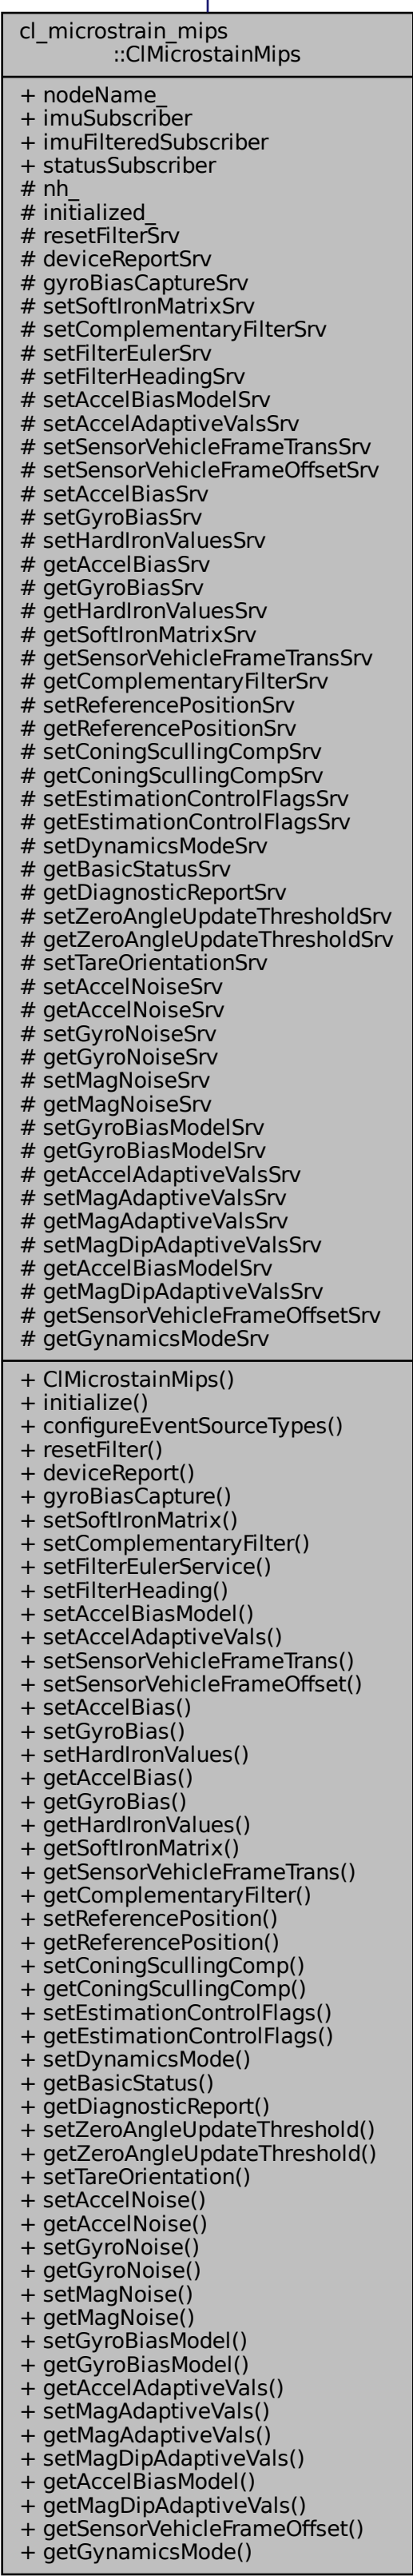 cl_microstrain_mips
::ClMicrostainMips
+ nodeName_
+ imuSubscriber
+ imuFilteredSubscriber
+ statusSubscriber
# nh_
# initialized_
# resetFilterSrv
# deviceReportSrv
# gyroBiasCaptureSrv
# setSoftIronMatrixSrv
# setComplementaryFilterSrv
# setFilterEulerSrv
# setFilterHeadingSrv
# setAccelBiasModelSrv
# setAccelAdaptiveValsSrv
# setSensorVehicleFrameTransSrv
# setSensorVehicleFrameOffsetSrv
# setAccelBiasSrv
# setGyroBiasSrv
# setHardIronValuesSrv
# getAccelBiasSrv
# getGyroBiasSrv
# getHardIronValuesSrv
# getSoftIronMatrixSrv
# getSensorVehicleFrameTransSrv
# getComplementaryFilterSrv
# setReferencePositionSrv
# getReferencePositionSrv
# setConingScullingCompSrv
# getConingScullingCompSrv
# setEstimationControlFlagsSrv
# getEstimationControlFlagsSrv
# setDynamicsModeSrv
# getBasicStatusSrv
# getDiagnosticReportSrv
# setZeroAngleUpdateThresholdSrv
# getZeroAngleUpdateThresholdSrv
# setTareOrientationSrv
# setAccelNoiseSrv
# getAccelNoiseSrv
# setGyroNoiseSrv
# getGyroNoiseSrv
# setMagNoiseSrv
# getMagNoiseSrv
# setGyroBiasModelSrv
# getGyroBiasModelSrv
# getAccelAdaptiveValsSrv
# setMagAdaptiveValsSrv
# getMagAdaptiveValsSrv
# setMagDipAdaptiveValsSrv
# getAccelBiasModelSrv
# getMagDipAdaptiveValsSrv
# getSensorVehicleFrameOffsetSrv
# getGynamicsModeSrv
+ ClMicrostainMips()
+ initialize()
+ configureEventSourceTypes()
+ resetFilter()
+ deviceReport()
+ gyroBiasCapture()
+ setSoftIronMatrix()
+ setComplementaryFilter()
+ setFilterEulerService()
+ setFilterHeading()
+ setAccelBiasModel()
+ setAccelAdaptiveVals()
+ setSensorVehicleFrameTrans()
+ setSensorVehicleFrameOffset()
+ setAccelBias()
+ setGyroBias()
+ setHardIronValues()
+ getAccelBias()
+ getGyroBias()
+ getHardIronValues()
+ getSoftIronMatrix()
+ getSensorVehicleFrameTrans()
+ getComplementaryFilter()
+ setReferencePosition()
+ getReferencePosition()
+ setConingScullingComp()
+ getConingScullingComp()
+ setEstimationControlFlags()
+ getEstimationControlFlags()
+ setDynamicsMode()
+ getBasicStatus()
+ getDiagnosticReport()
+ setZeroAngleUpdateThreshold()
+ getZeroAngleUpdateThreshold()
+ setTareOrientation()
+ setAccelNoise()
+ getAccelNoise()
+ setGyroNoise()
+ getGyroNoise()
+ setMagNoise()
+ getMagNoise()
+ setGyroBiasModel()
+ getGyroBiasModel()
+ getAccelAdaptiveVals()
+ setMagAdaptiveVals()
+ getMagAdaptiveVals()
+ setMagDipAdaptiveVals()
+ getAccelBiasModel()
+ getMagDipAdaptiveVals()
+ getSensorVehicleFrameOffset()
+ getGynamicsMode()